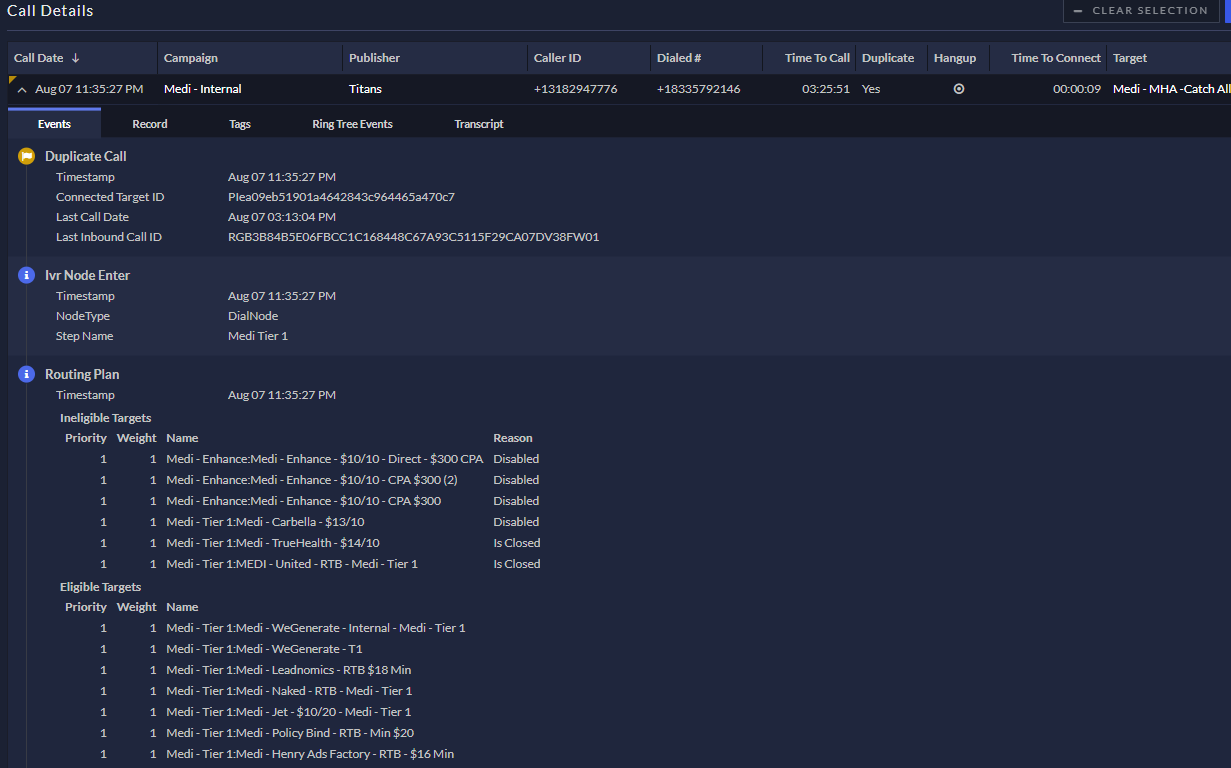 Call Details
CLEAR SELECTION
Call Date Campaign Publisher Caller ID Dialed # Time To Call Duplicate Hangup Time To Connect Target
Aug 07 11:35:27 PM Medi - Internal Titans +13182947776 +18335792146 03:25:51 Yes 00:00:09 Medi - MHA -Catch All
Events Record Tags Ring Tree Events Transcript
Duplicate Call
Timestamp Aug 07 11:35:27 PM
Connected Target ID PIea09eb51901a4642843c964465a470c7
Last Call Date Aug 07 03:13:04 PM
Last Inbound Call ID RGB3B84B5E06FBCC1C168448C67A93C5115F29CA07DV38FW01
Ivr Node Enter
Timestamp Aug 07 11:35:27 PM
NodeType DialNode
Step Name Medi Tier 1
Routing Plan
Timestamp Aug 07 11:35:27 PM
Ineligible Targets
Priority Weight Name Reason
1 1 Medi - Enhance:Medi - Enhance - $10/10 - Direct - $300 CPA Disabled
1 1 Medi - Enhance:Medi - Enhance - $10/10 - CPA $300 (2) Disabled
1 1 Medi - Enhance:Medi - Enhance - $10/10 - CPA $300 Disabled
1 1 Medi - Tier 1:Medi - Carbella - $13/10 Disabled
1 1 Medi - Tier 1:Medi - TrueHealth - $14/10 Is Closed
1 1 Medi - Tier 1:MEDI - United - RTB - Medi - Tier 1 Is Closed
Eligible Targets
Priority Weight Name
1 1 Medi - Tier 1:Medi - WeGenerate - Internal - Medi - Tier 1
1 1 Medi - Tier 1:Medi - WeGenerate - T1
1 1 Medi - Tier 1:Medi - Leadnomics - RTB $18 Min
1 1 Medi - Tier 1:Medi - Naked - RTB - Medi - Tier 1
1 1 Medi - Tier 1:Medi - Jet - $10/20 - Medi - Tier 1
1 1 Medi - Tier 1:Medi - Policy Bind - RTB - Min $20
1 1 Medi - Tier 1:Medi - Henry Ads Factory - RTB - $16 Min